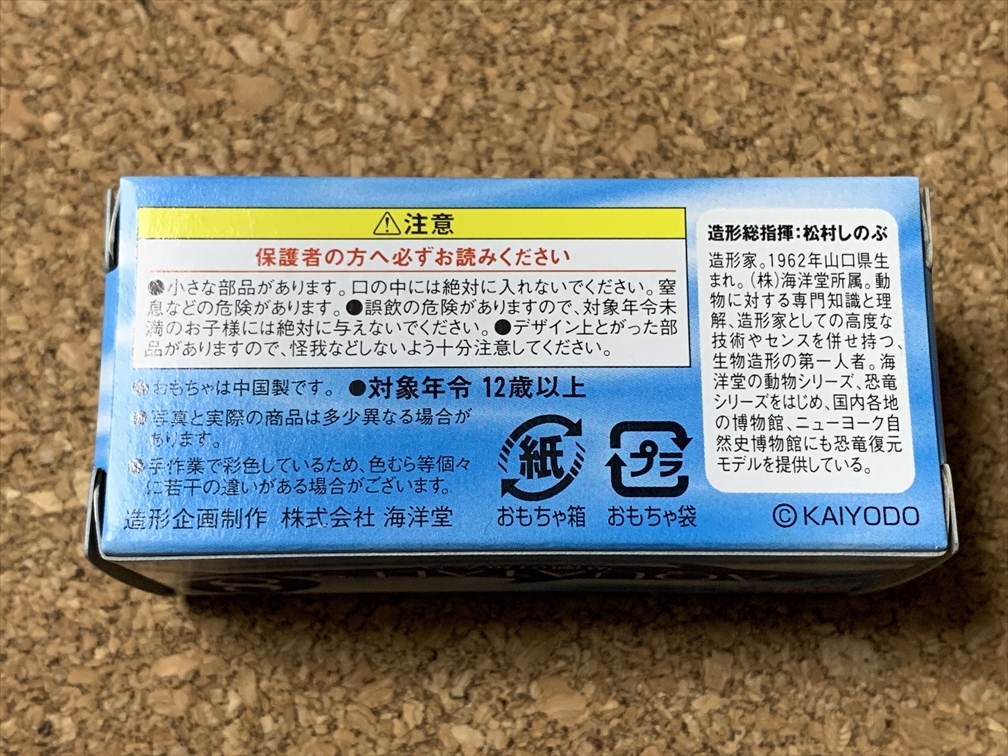 ⚠注意
保護者の方へ必ずお読みください
●小さな部品があります。口の中には絶対に入れないでください。窒
息などの危険があります。●誤飲の危険がありますので、対象年令未
満のお子様には絶対に与えないでください。●デザイン上とがった部
品がありますので、怪我などしないよう十分注意してください。
●おもちゃは中国製です。●対象年令 12歳以上
●写真と実際の商品は多少異なる場合が
あります。
●手作業で彩色しているため、色むら等個々
に若干の違いがある場合がございます。
造形企画制作 株式会社 海洋堂
紙
おもちゃ箱
プラ
おもちゃ袋
造形総指揮:松村しのぶ
造形家。1962年山口県生
まれ。(株)海洋堂所属。動
物に対する専門知識と理
解、造形家としての高度な
技術やセンスを併せ持つ、
生物造形の第一人者。海
洋堂の動物シリーズ、恐竜
シリーズをはじめ、国内各地
の博物館、ニューヨーク自
然史博物館にも恐竜復元
モデルを提供している。
©KAIYODO